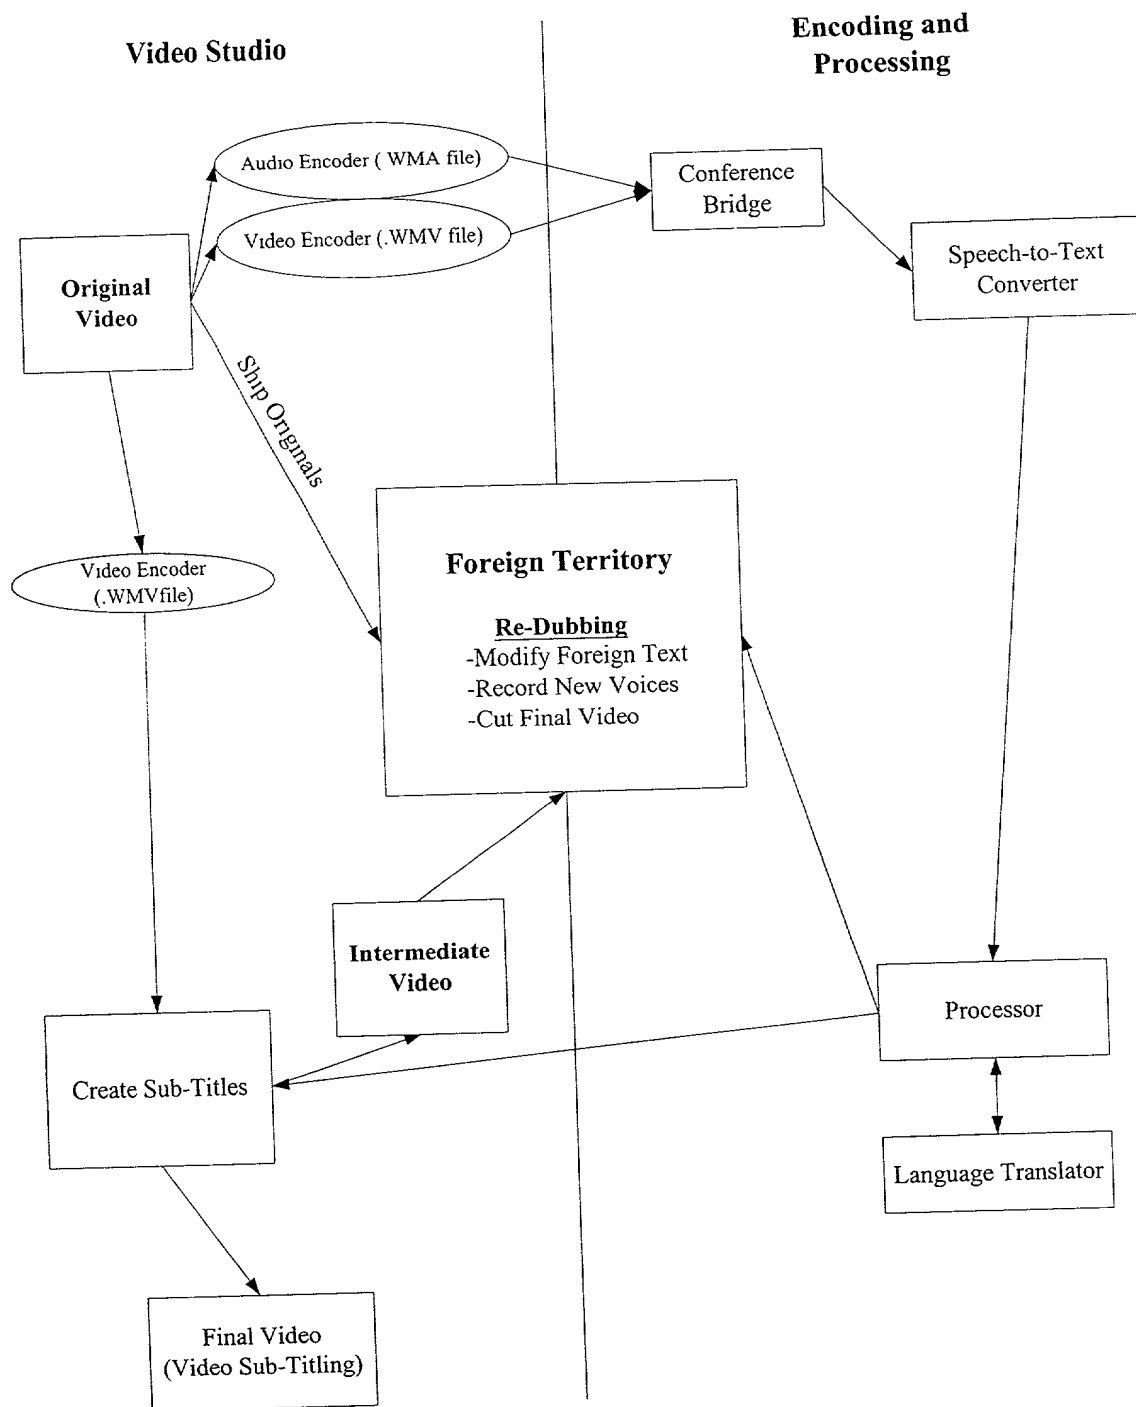 Video Studio
Encoding and
Processing
Audio Encoder ( WMA file)
Video Encoder (.WMV file)
Conference
Bridge
Speech-to-Text
Converter
Original
Video
Ship Originals
Foreign Territory
Re-Dubbing
-Modify Foreign Text
-Record New Voices
-Cut Final Video
Video Encoder
(.WMVfile)
Intermediate
Video
Processor
Create Sub-Titles
Language Translator
Final Video
(Video Sub-Titling)